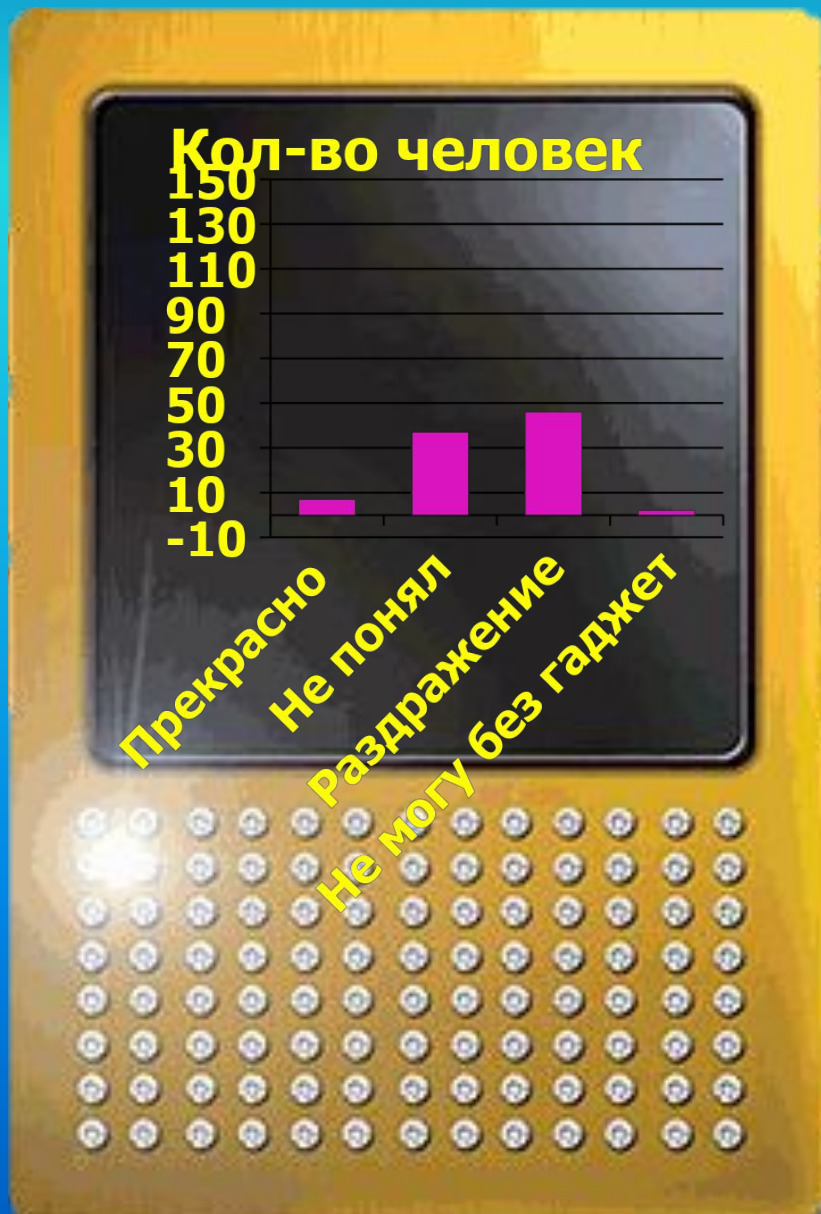 Кол-во человек
150
130
110
90
70
50
30
10
-10
Прекрасно
Не понял
Раздражение
Не могу без гаджет